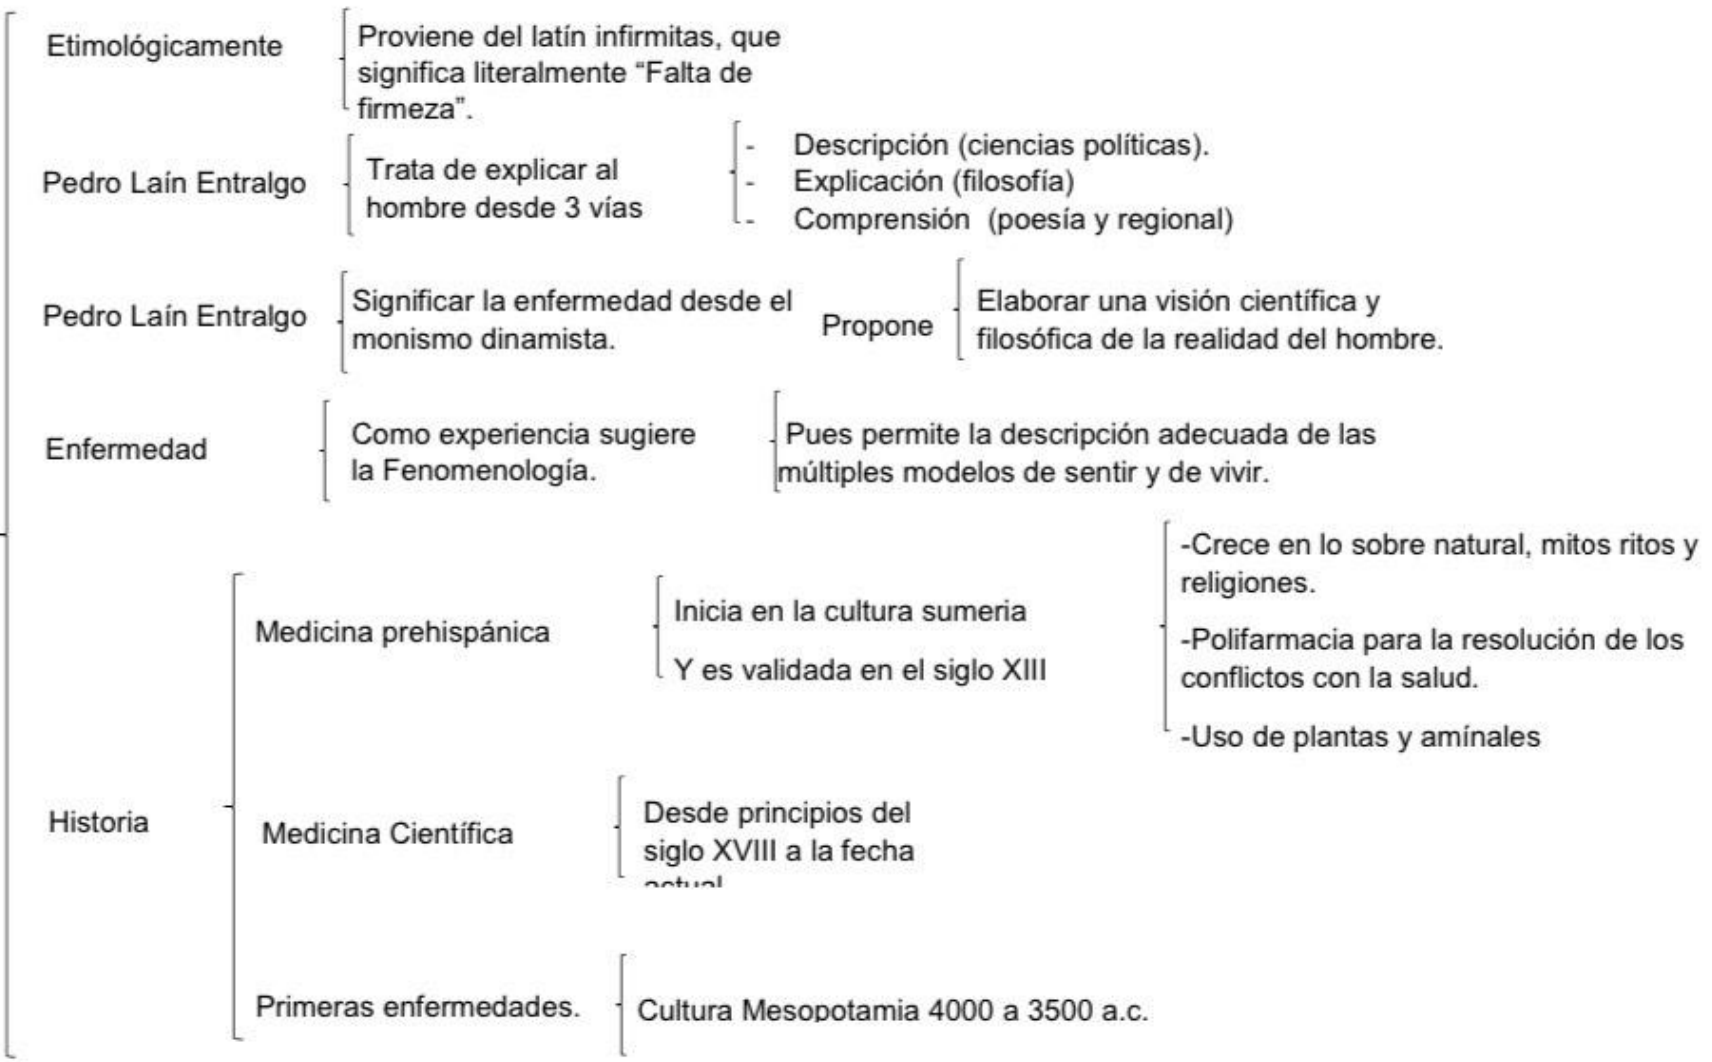 Etimológicamente
Proviene del latín infirmitas, que
significa literalmente “Falta de
firmeza”.
Pedro Laín Entralgo
Trata de explicar al
hombre desde 3 vías
- Descripción (ciencias políticas).
- Explicación (filosofía)
- Comprensión (poesía y regional)
Pedro Laín Entralgo
Significar la enfermedad desde el
monismo dinamista.
Propone
Elaborar una visión científica y
filosófica de la realidad del hombre.
Enfermedad
Como experiencia sugiere
la Fenomenología.
Pues permite la descripción adecuada de las
múltiples modelos de sentir y de vivir.
Historia
Medicina prehispánica
Inicia en la cultura sumeria
Y es validada en el siglo XIII
-Crece en lo sobre natural, mitos ritos y
religiones.
-Polifarmacia para la resolución de los
conflictos con la salud.
-Uso de plantas y amínales
Medicina Científica
Desde principios del
siglo XVIII a la fecha
actual
Primeras enfermedades.
Cultura Mesopotamia 4000 a 3500 a.c.